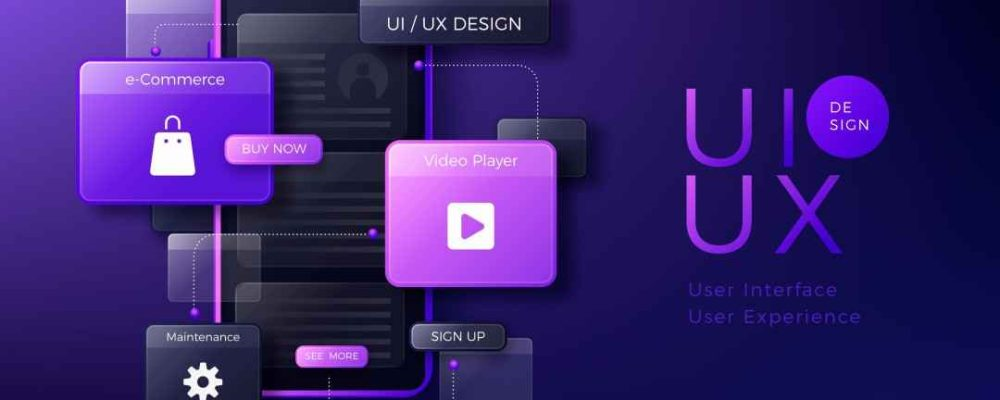 UI / UX DESIGN
e-Commerce
BUY NOW
Video Player
Maintenance
SEE MORE
SIGN UP
UI
DE
SIGN
UX
User Interface
User Experience